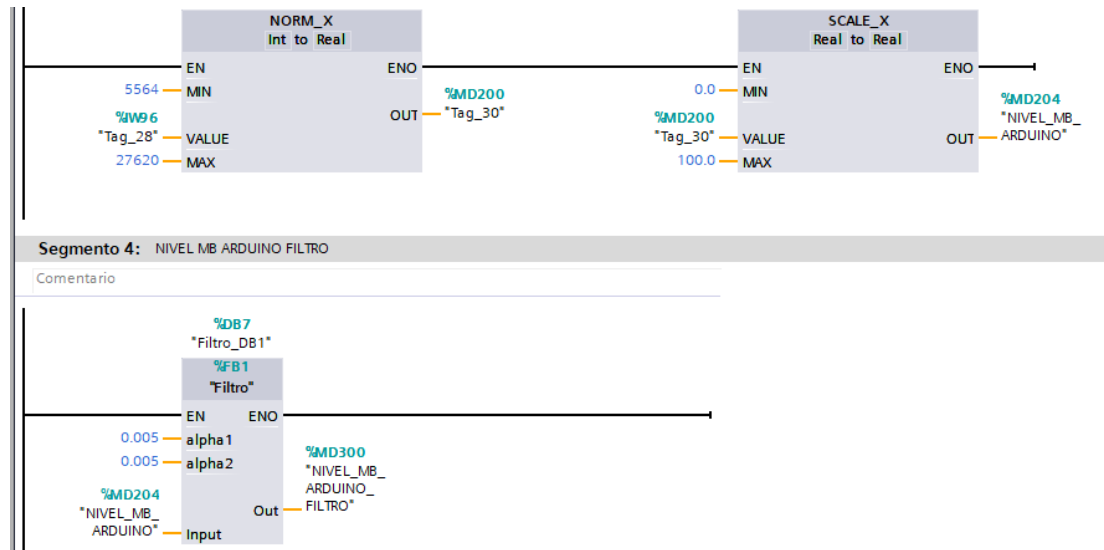 NORM_X
Int to Real
SCALE_X
Real to Real
EN ENO
EN ENO
5564 MIN
%MD200
0.0 MIN
%MD204
%IW96
OUT "Tag_30"
%MD200
"NIVEL_MB_
"Tag_28" VALUE
"Tag_30" VALUE
OUT ARDUINO"
27620 MAX
100.0 MAX
Segmento 4: NIVEL MB ARDUINO FILTRO
Comentario
%DB7
"Filtro_DB1"
%FB1
"Filtro"
EN ENO
0.005 alpha1
0.005 alpha2
%MD300
"NIVEL_MB_
ARDUINO_
%MD204
"NIVEL_MB_
Out FILTRO"
ARDUINO" Input